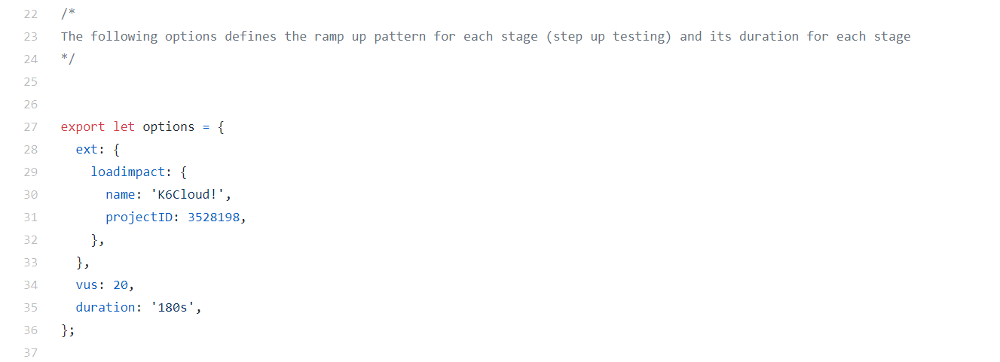 22 /*
23 The following options defines the ramp up pattern for each stage (step up testing) and its duration for each stage
24 */
25
26
27 export let options = {
28   ext: {
29     loadimpact: {
30       name: 'K6Cloud!',
31       projectID: 3528198,
32     },
33   },
34   vus: 20,
35   duration: '180s',
36 };
37